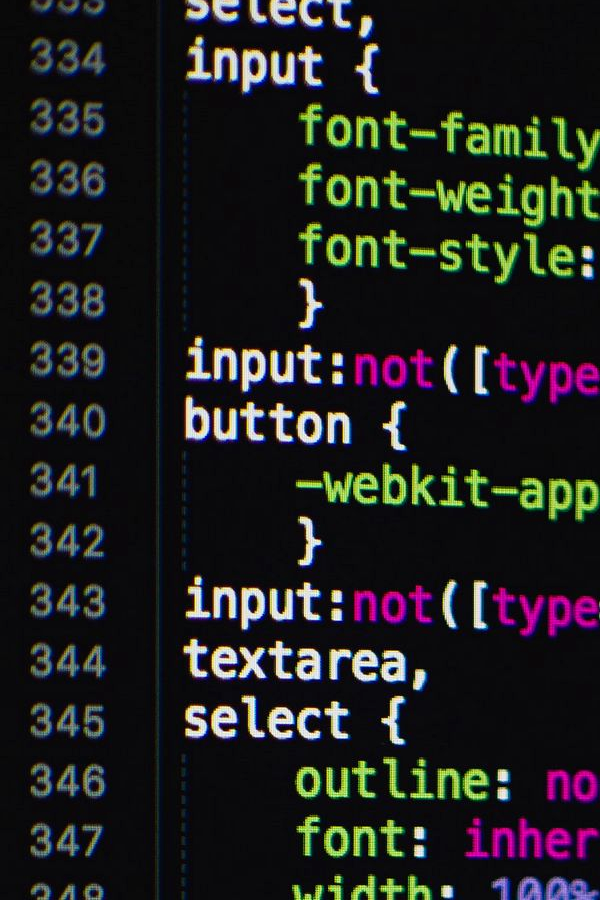 333 select,
334 input {
335 font-family
336 font-weight
337 font-style:
338 }
339 input:not([type
340 button {
341 -webkit-app
342 }
343 input:not([type
344 textarea,
345 select {
346 outline: no
347 font: inher
348 width: 100%